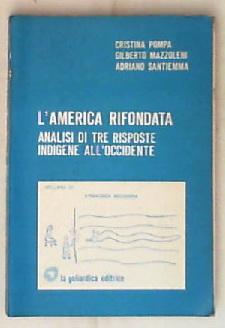 CRISTINA POMPA
GILBERTO MAZZOLENI
ADRIANO SANTIEMMA
L'AMERICA RIFONDATA
ANALISI DI TRE RISPOSTE
INDIGENE ALL'OCCIDENTE
la goliardica editrice